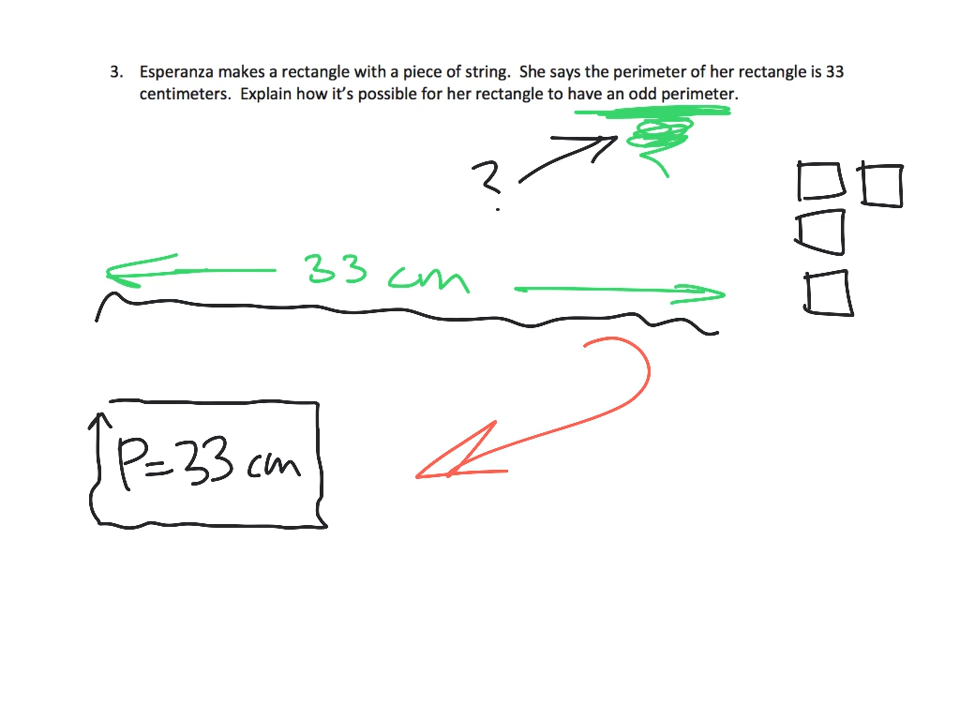 3. Esperanza makes a rectangle with a piece of string. She says the perimeter of her rectangle is 33
centimeters. Explain how it's possible for her rectangle to have an odd perimeter.
?
33 cm
P=33 cm